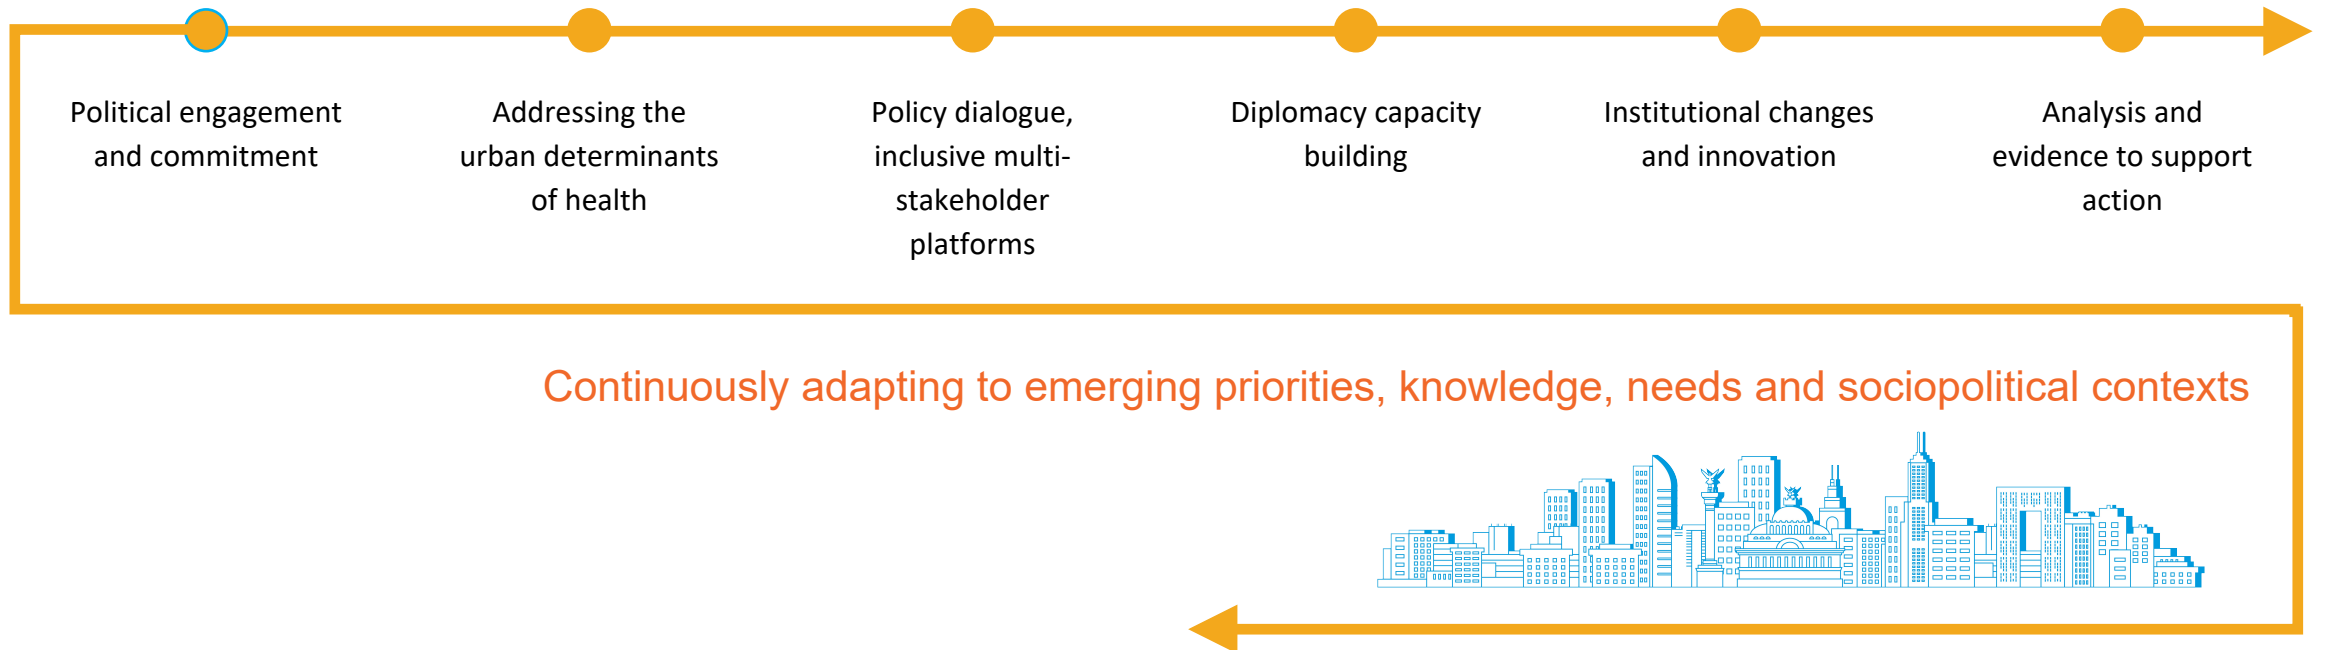 Political engagement
and commitment
Addressing the
urban determinants
of health
Policy dialogue,
inclusive multi-
stakeholder
platforms
Diplomacy capacity
building
Institutional changes
and innovation
Analysis and
evidence to support
action
Continuously adapting to emerging priorities, knowledge, needs and sociopolitical contexts